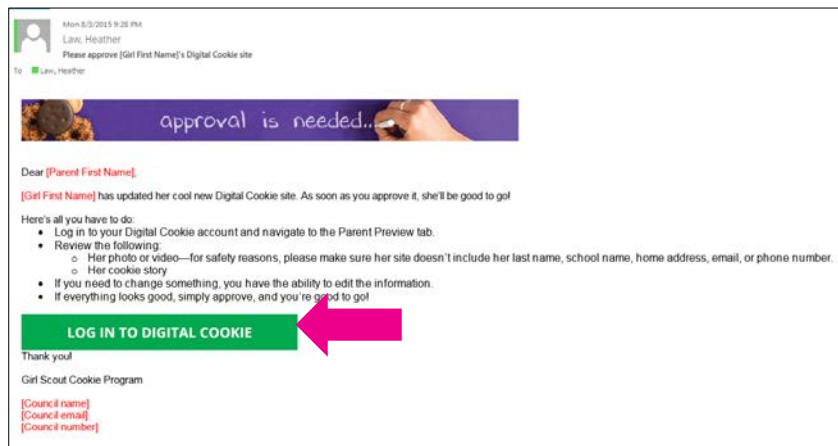 Mon 8/3/2015 9:28 PM
Law, Heather
Please approve [Girl First Name]'s Digital Cookie site
To Law, Heather
approval is needed...
Dear [Parent First Name],
[Girl First Name] has updated her cool new Digital Cookie site. As soon as you approve it, she'll be good to go!
Here's all you have to do:
• Log in to your Digital Cookie account and navigate to the Parent Preview tab.
• Review the following:
o Her photo or video—for safety reasons, please make sure her site doesn't include her last name, school name, home address, email, or phone number.
o Her cookie story
• If you need to change something, you have the ability to edit the information.
• If everything looks good, simply approve, and you're good to go!
LOG IN TO DIGITAL COOKIE
Thank you!
Girl Scout Cookie Program
[Council name]
[Council email]
[Council number]